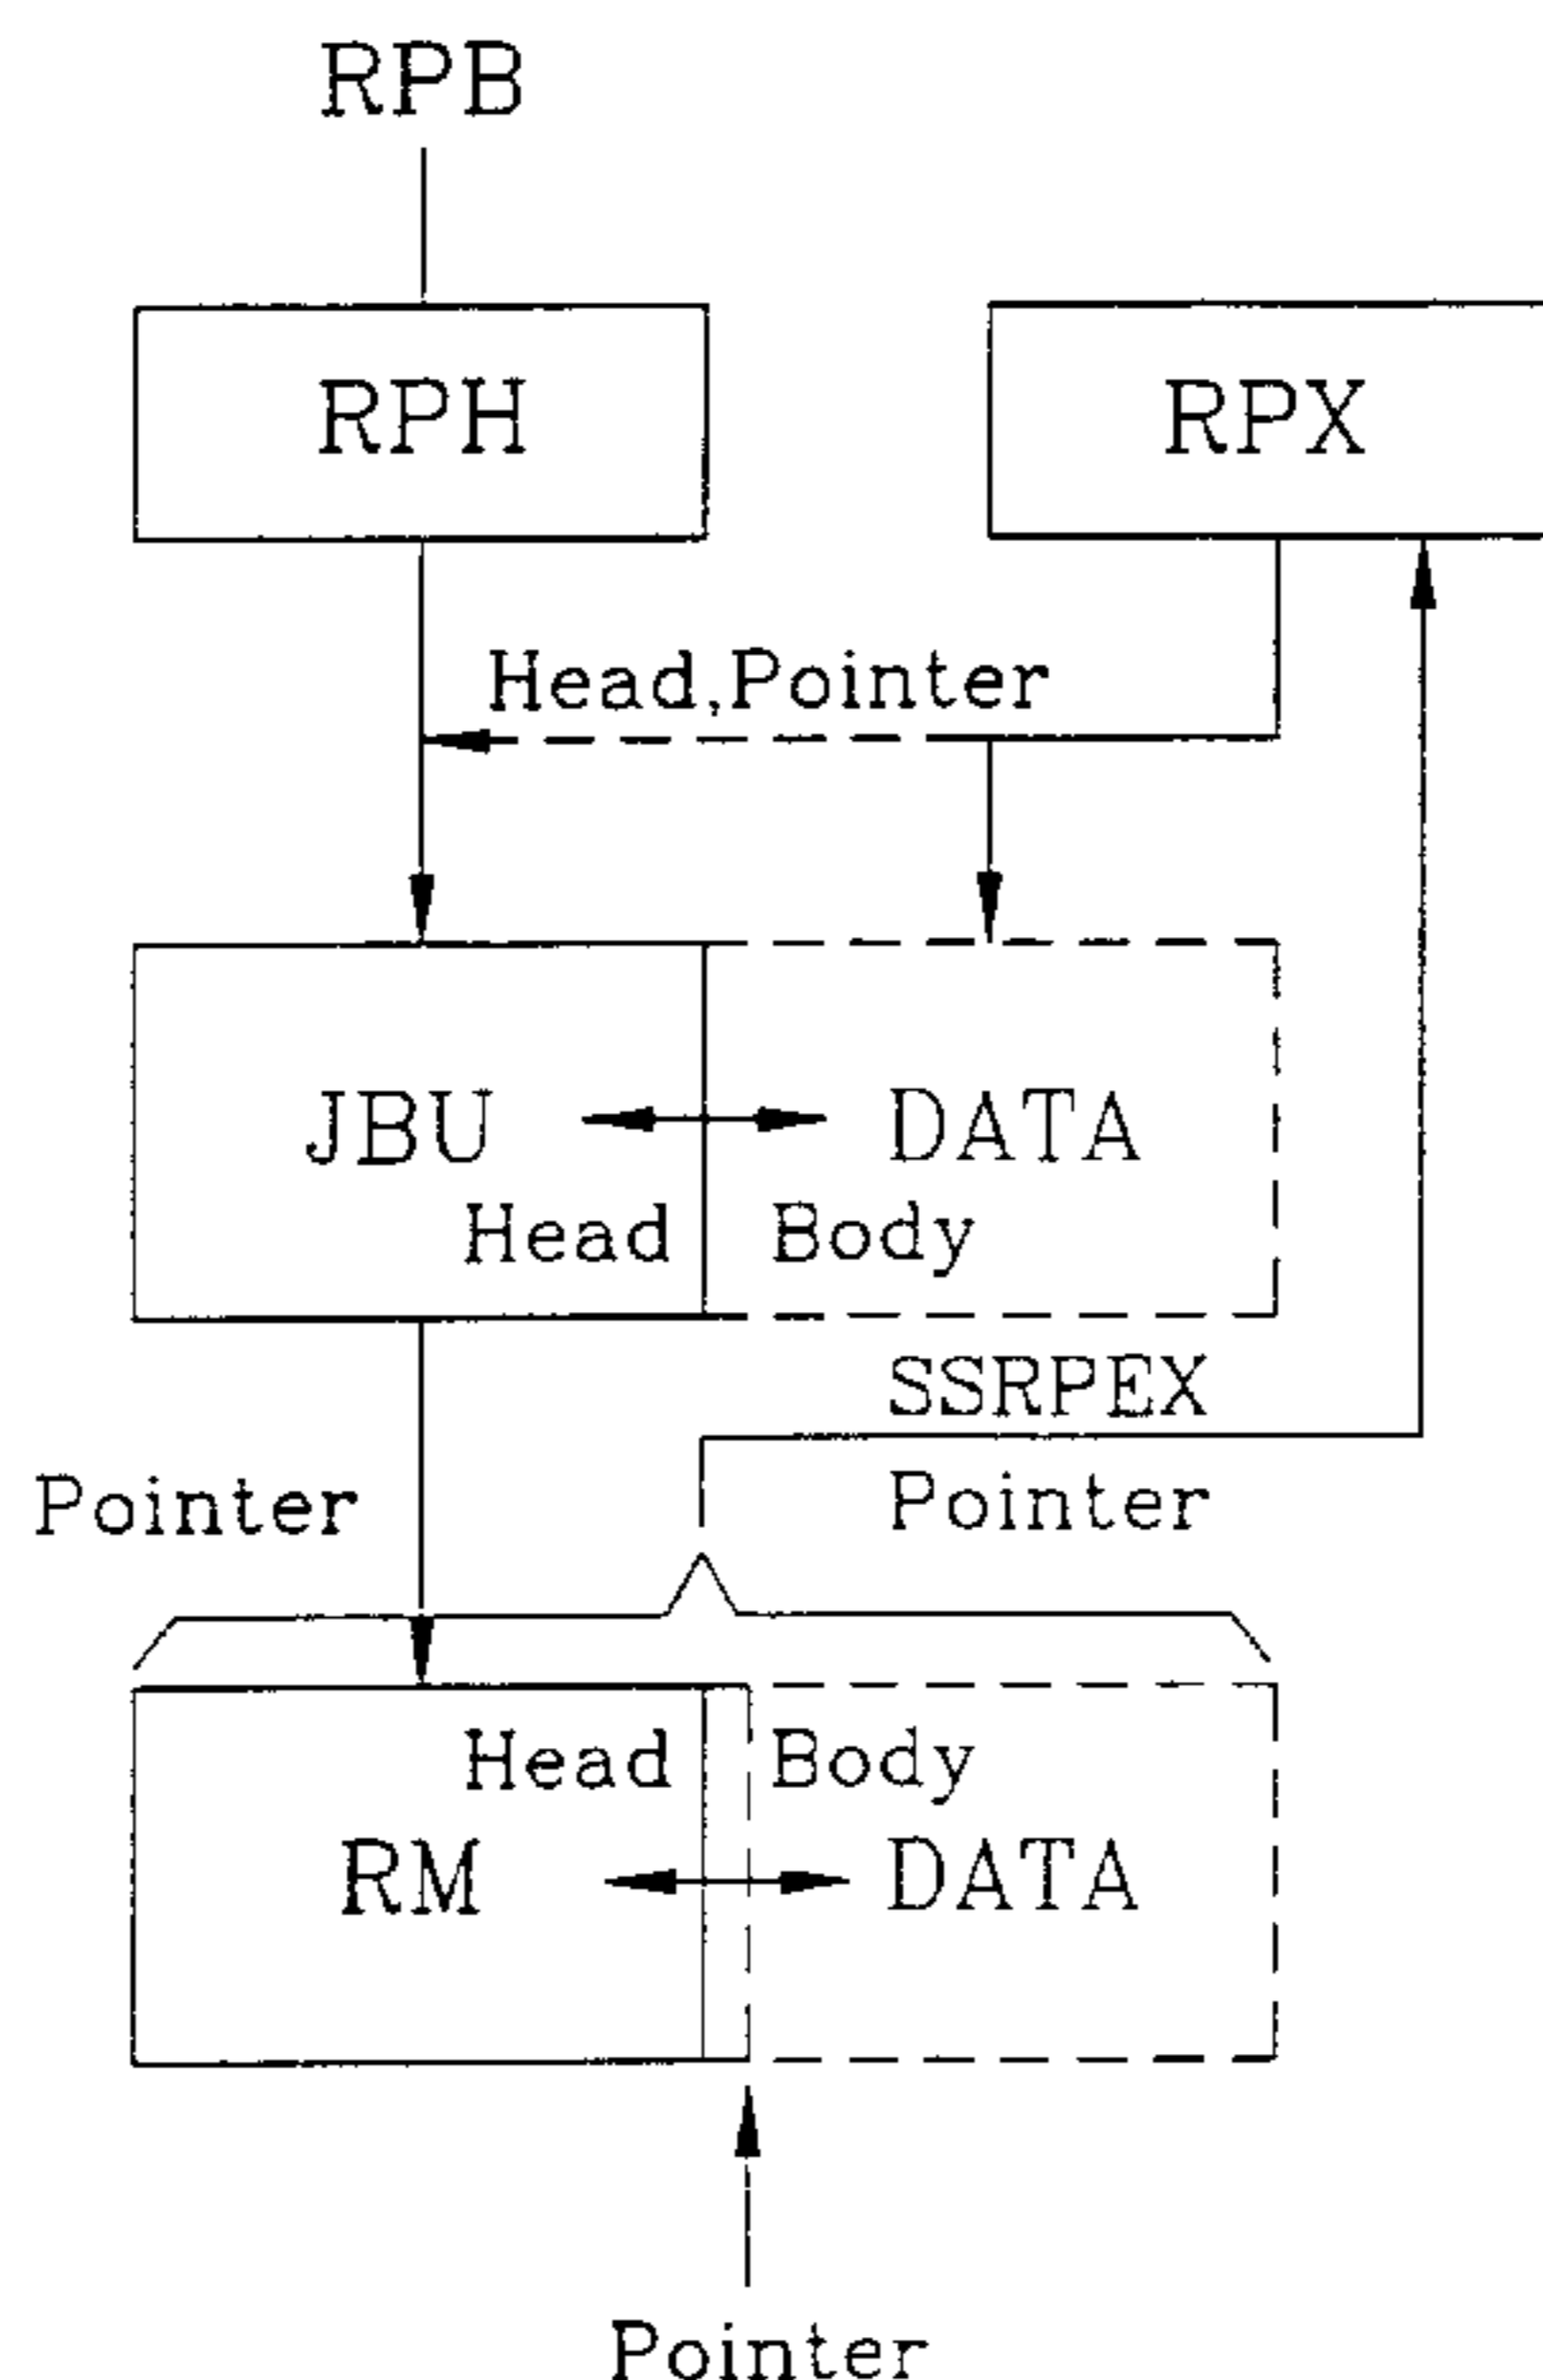 RPB
RPH
RPX
Head,Pointer
JBU
DATA
Head
Body
SSRPEX
Pointer
Pointer
Head
Body
RM
DATA
Pointer